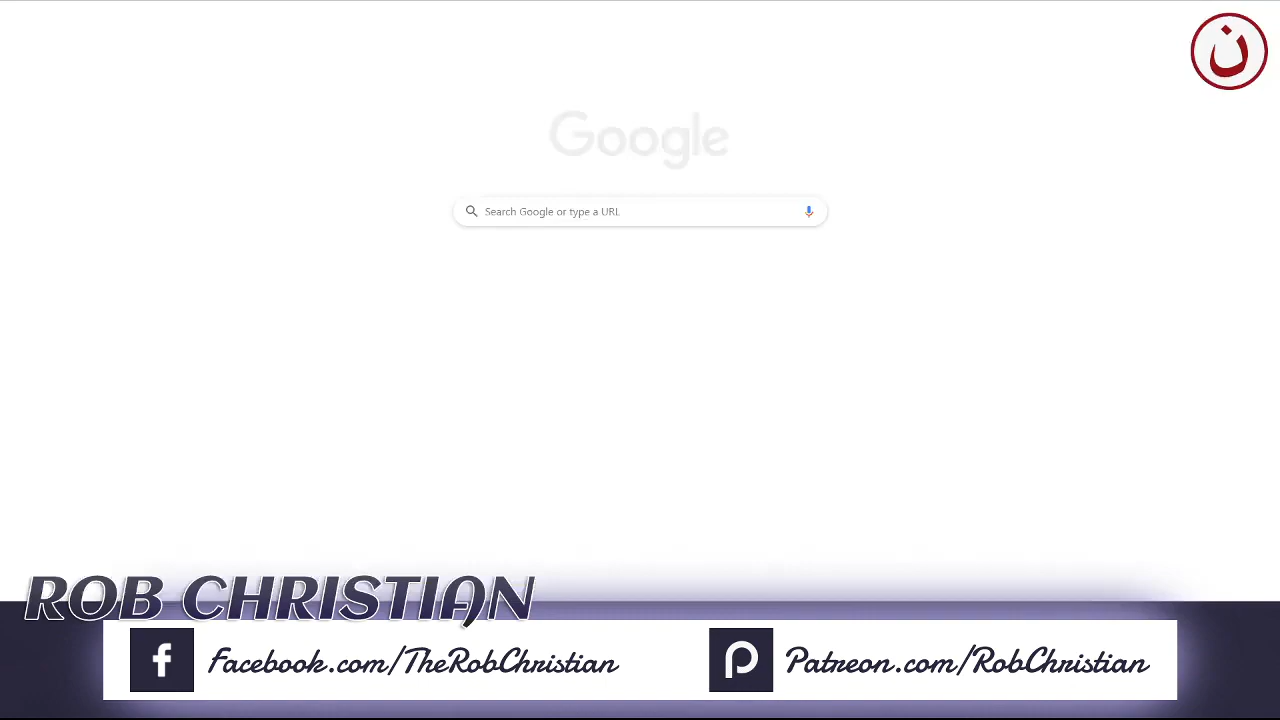 ن
Google
Search Google or type a URL
ROB CHRISTIAN
Facebook.com/TheRobChristian
Patreon.com/RobChristian